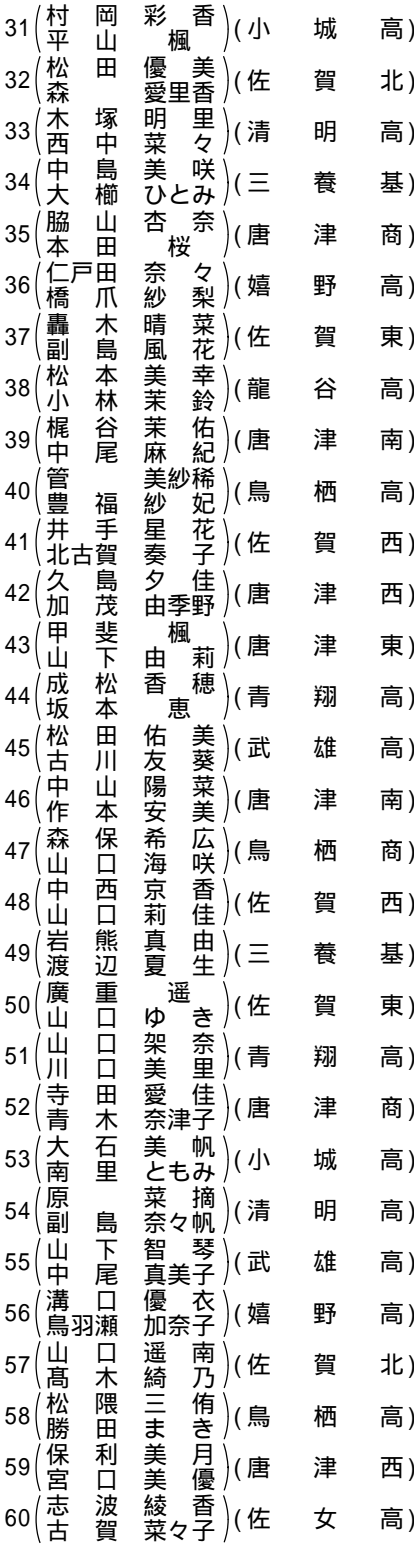 31 村岡彩香 (小城高)
平山楓
32 松田優美 (佐賀北)
森愛里香
33 木塚明里 (清明高)
西中菜々
34 中島美咲 (三養基)
大櫛ひとみ
35 脇山杏奈 (唐津商)
本田桜
36 仁戸田奈々 (嬉野高)
橋爪紗梨
37 轟木晴菜 (佐賀東)
副島風花
38 松本美幸 (龍谷高)
小林茉鈴
39 梶谷茉佑 (唐津南)
中尾麻紀
40 管美紗稀 (鳥栖高)
豊福紗妃
41 井手星花 (佐賀西)
北古賀奏子
42 久島夕佳 (唐津西)
加茂由季野
43 甲斐楓 (唐津東)
山下由莉
44 成松香穂 (青翔高)
坂本恵
45 松田佑美 (武雄高)
古川友葵
46 中山陽菜 (唐津南)
作本安美
47 森保希広 (鳥栖商)
山口海咲
48 中西京香 (佐賀西)
山口莉佳
49 岩熊真由 (三養基)
渡辺夏生
50 廣重遥 (佐賀東)
山口ゆき
51 山口架奈 (青翔高)
川口美里
52 寺田愛佳 (唐津商)
青木奈津子
53 大石美帆 (小城高)
南里ともみ
54 原菜摘 (清明高)
副島奈々帆
55 山下智琴 (武雄高)
中尾真美子
56 溝口優衣 (嬉野高)
鳥羽瀬加奈子
57 山口遥南 (佐賀北)
髙木綺乃
58 松隈三侑 (鳥栖高)
勝田まき
59 保利美月 (唐津西)
宮口美優
60 志波綾香 (佐女高)
古賀菜々子